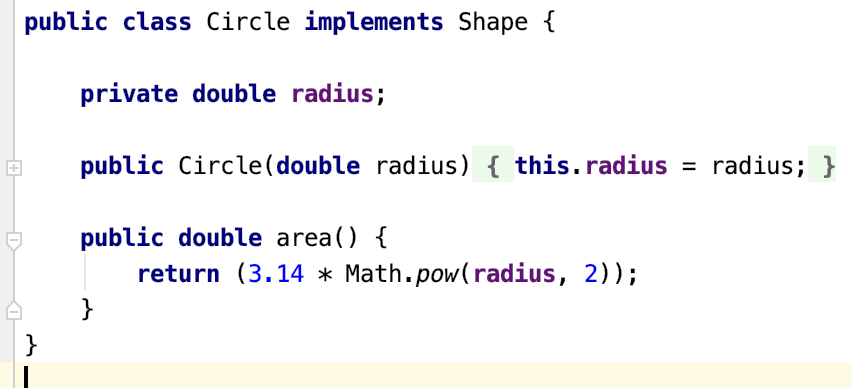 public class Circle implements Shape {
private double radius;
public Circle(double radius) { this.radius = radius; }
public double area() {
return (3.14 * Math.pow(radius, 2));
}
}